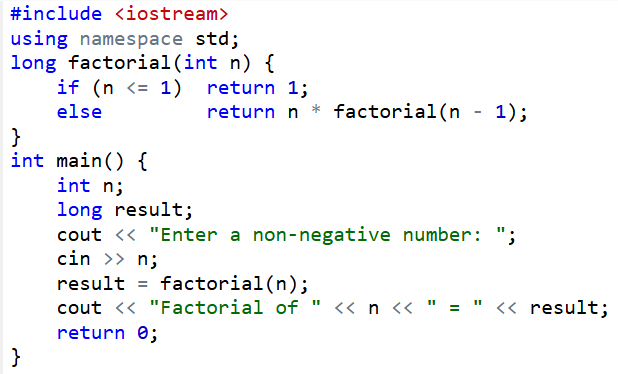 #include <iostream>
using namespace std;
long factorial(int n) {
    if (n <= 1)  return 1;
    else         return n * factorial(n - 1);
}
int main() {
    int n;
    long result;
    cout << "Enter a non-negative number: ";
    cin >> n;
    result = factorial(n);
    cout << "Factorial of " << n << " = " << result;
    return 0;
}